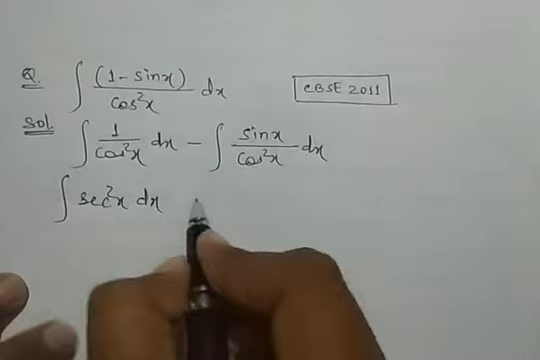 Q. ∫ (1 - sinx) / cos²x dx CBSE 2011
Sol. ∫ 1 / cos²x dx - ∫ sinx / cos²x dx
∫ sec²x dx